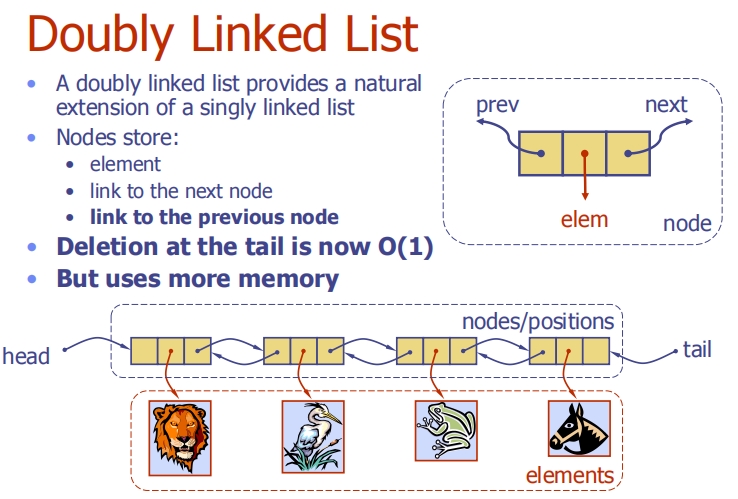 Doubly Linked List
• A doubly linked list provides a natural
extension of a singly linked list
• Nodes store:
• element
• link to the next node
• link to the previous node
• Deletion at the tail is now O(1)
• But uses more memory
prev
next
elem
node
nodes/positions
head
tail
elements